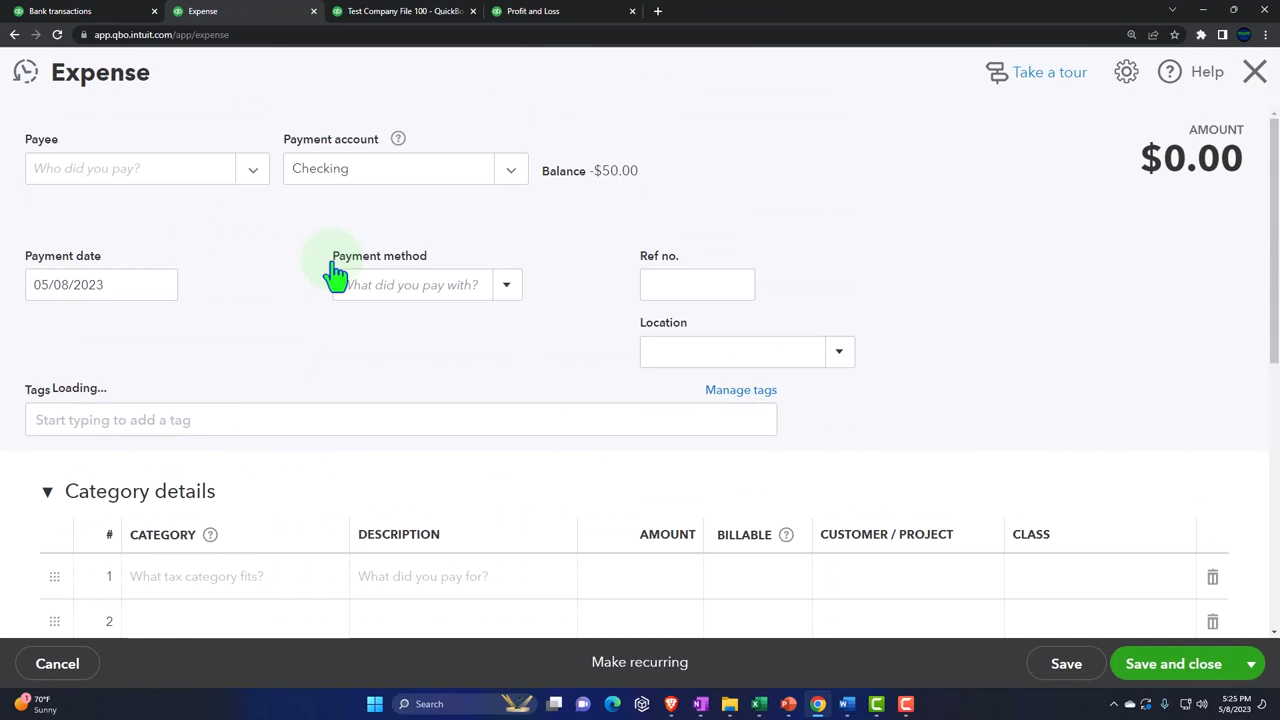 Bank transactions
Expense
Test Company File 100 - QuickBo
Profit and Loss
app.qbo.intuit.com/app/expense
Expense
Take a tour
Help
Payee
Payment account
AMOUNT
Who did you pay?
Checking
Balance -$50.00
$0.00
Payment date
Payment method
Ref no.
05/08/2023
What did you pay with?
Location
Tags Loading...
Manage tags
Start typing to add a tag
Category details
# CATEGORY DESCRIPTION AMOUNT BILLABLE CUSTOMER / PROJECT CLASS
1 What tax category fits? What did you pay for?
2
Cancel
Make recurring
Save
Save and close
70°F
Sunny
Search
5:25 PM
5/8/2023